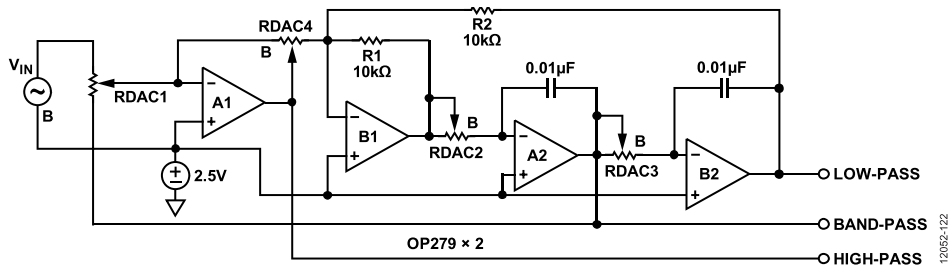 RDAC4
B
R1
10kΩ
R2
10kΩ
V_IN
B
RDAC1
−
A1
+
2.5V
−
B1
+
B
RDAC2
0.01µF
−
A2
+
B
RDAC3
0.01µF
−
B2
+
LOW-PASS
BAND-PASS
HIGH-PASS
OP279 × 2
12052-122